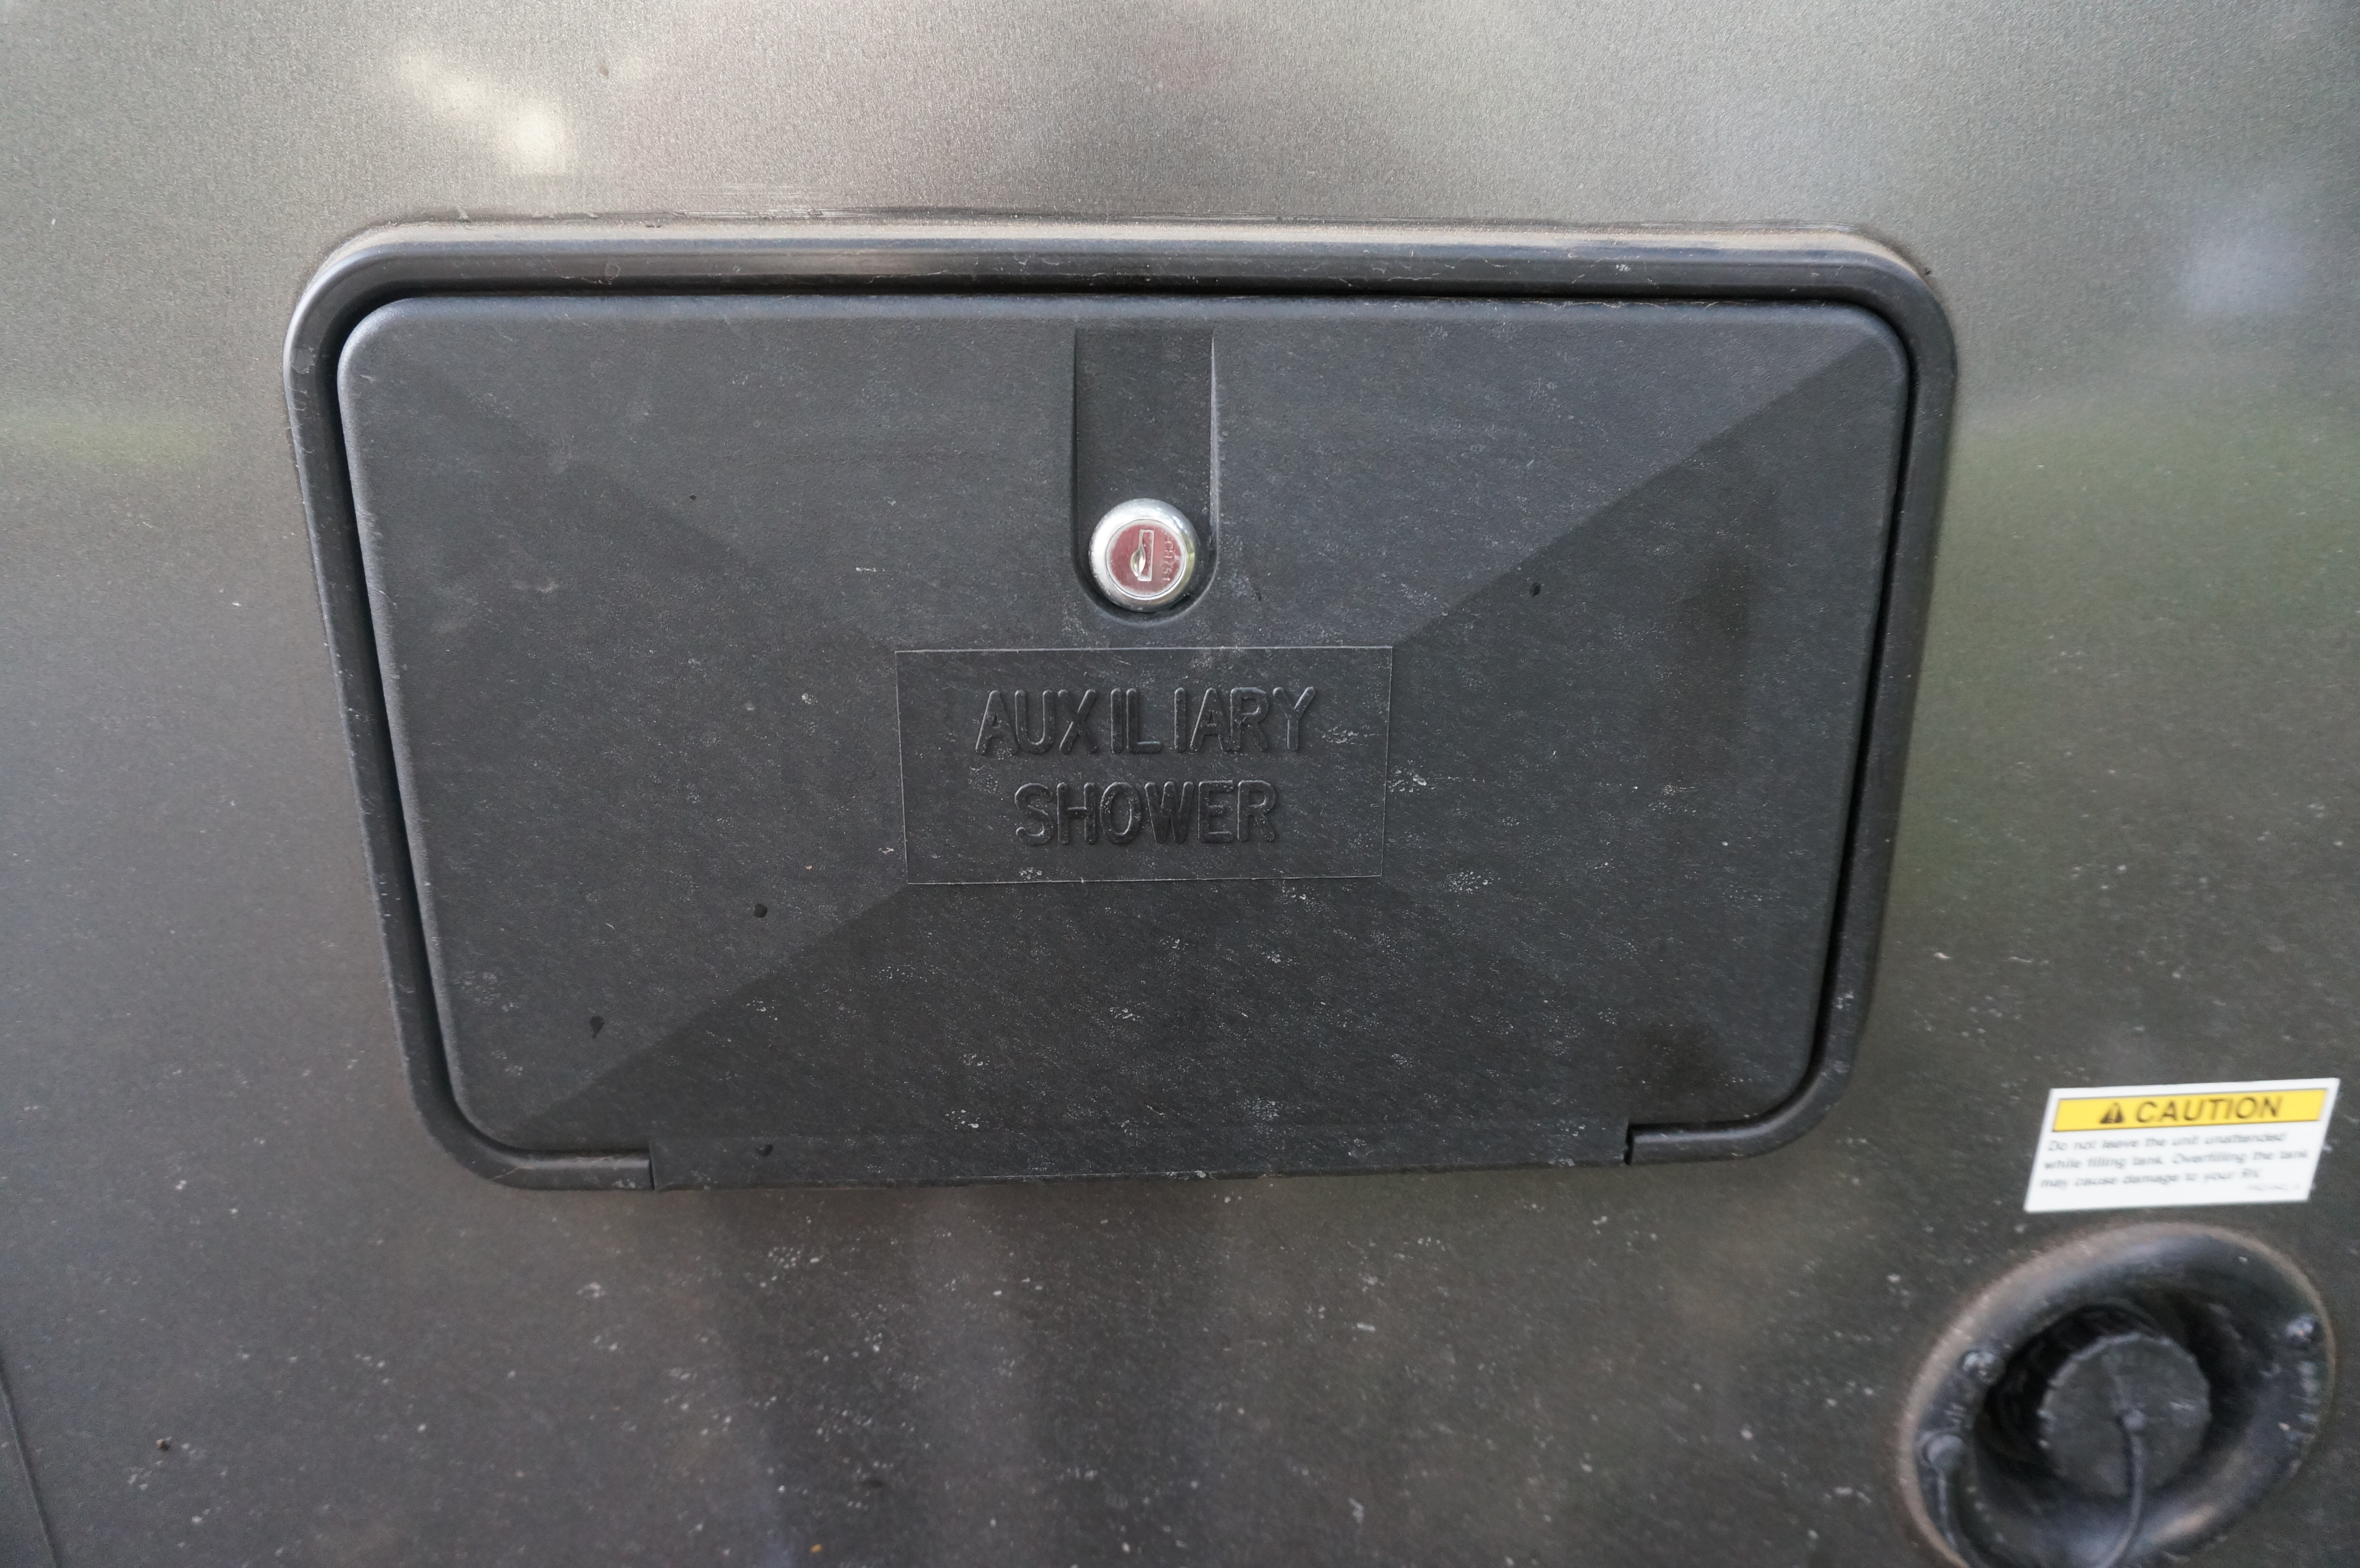 CH751
AUXILIARY
SHOWER
CAUTION
Do not leave the unit unattended
while filling tank. Overfilling the tank
may cause damage to your RV.